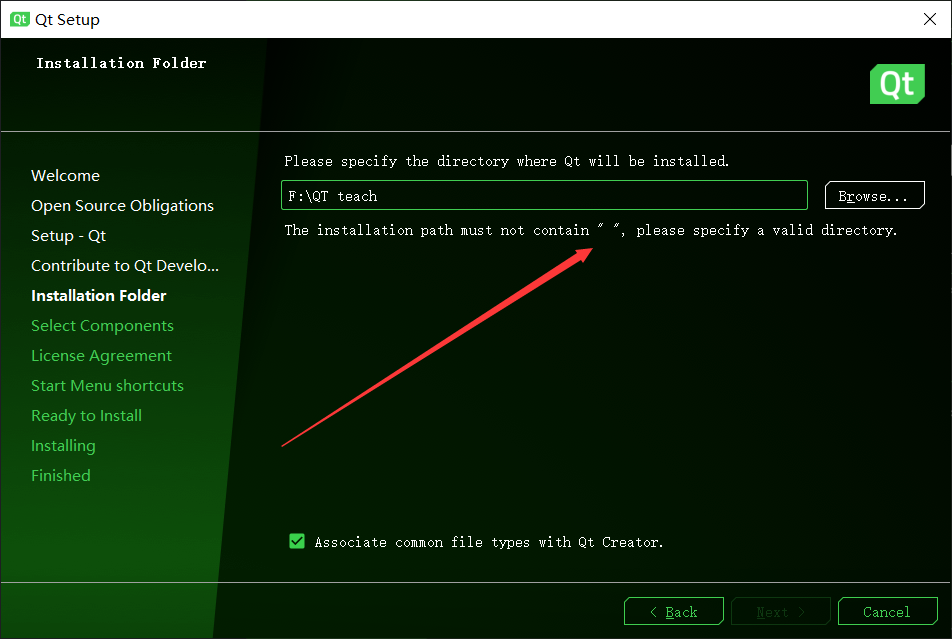 Qt Qt Setup
Installation Folder
Qt
Welcome
Open Source Obligations
Setup - Qt
Contribute to Qt Develo...
Installation Folder
Select Components
License Agreement
Start Menu shortcuts
Ready to Install
Installing
Finished
Please specify the directory where Qt will be installed.
F:\QT teach
Browse...
The installation path must not contain " ", please specify a valid directory.
Associate common file types with Qt Creator.
< Back
Next >
Cancel